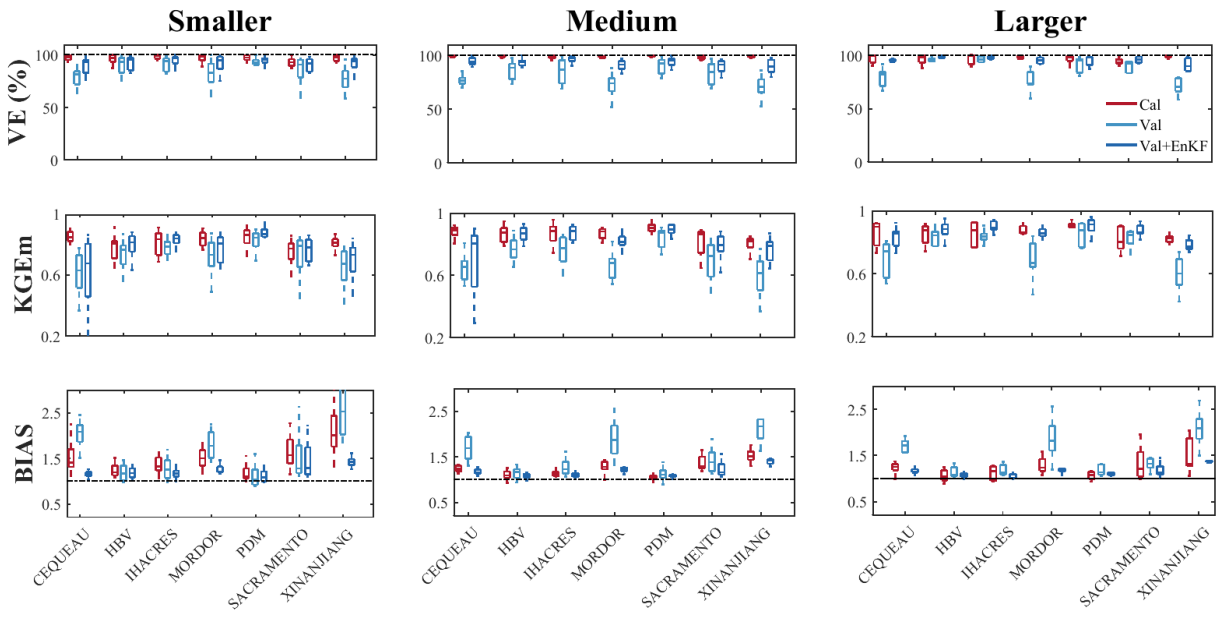 Smaller Medium Larger
VE (%)
100 100 100
50 50 50
0 0 0
Cal
Val
Val+EnKF
KGEm
1 1 1
0.6 0.6 0.6
0.2 0.2 0.2
BIAS
2.5 2.5 2.5
1.5 1.5 1.5
0.5 0.5 0.5
CEQUEAU HBV IHACRES MORDOR PDM SACRAMENTO XINANJIANG
CEQUEAU HBV IHACRES MORDOR PDM SACRAMENTO XINANJIANG
CEQUEAU HBV IHACRES MORDOR PDM SACRAMENTO XINANJIANG